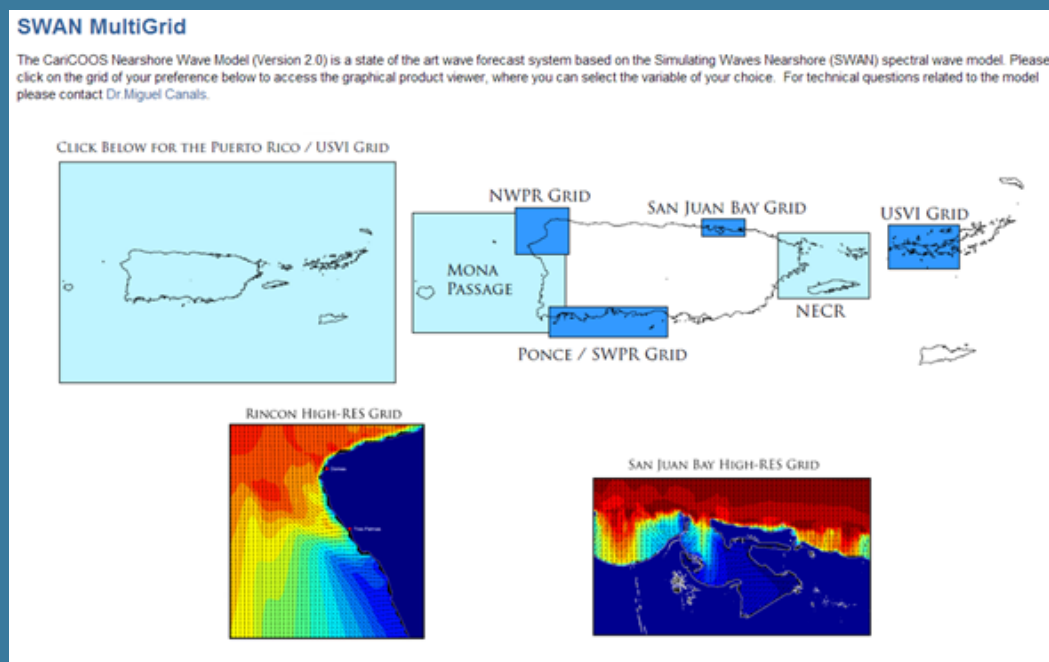 SWAN MultiGrid
The CariCOOS Nearshore Wave Model (Version 2.0) is a state of the art wave forecast system based on the Simulating Waves Nearshore (SWAN) spectral wave model. Please
click on the grid of your preference below to access the graphical product viewer, where you can select the variable of your choice. For technical questions related to the model
please contact Dr.Miguel Canals.
CLICK BELOW FOR THE PUERTO RICO / USVI GRID
NWPR GRID
SAN JUAN BAY GRID
USVI GRID
MONA
PASSAGE
NECR
PONCE / SWPR GRID
RINCON HIGH-RES GRID
SAN JUAN BAY HIGH-RES GRID
Domes
Tres Palmas